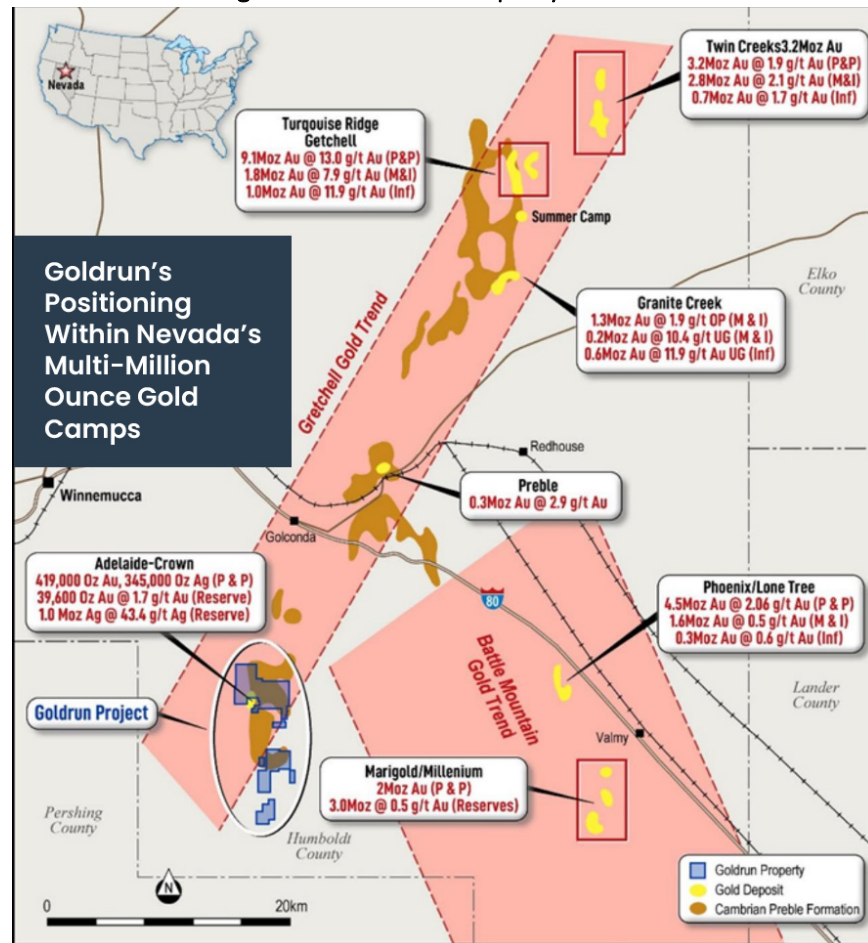 Nevada
Twin Creeks3.2Moz Au
3.2Moz Au @ 1.9 g/t Au (P&P)
2.8Moz Au @ 2.1 g/t Au (M&I)
0.7Moz Au @ 1.7 g/t Au (Inf)
Turqouise Ridge
Getchell
9.1Moz Au @ 13.0 g/t Au (P&P)
1.8Moz Au @ 7.9 g/t Au (M&I)
1.0Moz Au @ 11.9 g/t Au (Inf)
Summer Camp
Goldrun’s
Positioning
Within Nevada’s
Multi-Million
Ounce Gold
Camps
Elko
County
Granite Creek
1.3Moz Au @ 1.9 g/t OP (M & I)
0.2Moz Au @ 10.4 g/t UG (M & I)
0.6Moz Au @ 11.9 g/t Au UG (Inf)
Gretchell Gold Trend
Redhouse
Winnemucca
Preble
0.3Moz Au @ 2.9 g/t Au
Golconda
Adelaide-Crown
419,000 Oz Au, 345,000 Oz Ag (P & P)
39,600 Oz Au @ 1.7 g/t Au (Reserve)
1.0 Moz Ag @ 43.4 g/t Ag (Reserve)
80
Phoenix/Lone Tree
4.5Moz Au @ 2.06 g/t Au (P & P)
1.6Moz Au @ 0.5 g/t Au (M & I)
0.3Moz Au @ 0.6 g/t Au (Inf)
Battle Mountain
Gold Trend
Lander
County
Goldrun Project
Valmy
Marigold/Millenium
2Moz Au (P & P)
3.0Moz @ 0.5 g/t Au (Reserves)
Pershing
County
Humboldt
County
N
0 20km
Goldrun Property
Gold Deposit
Cambrian Preble Formation